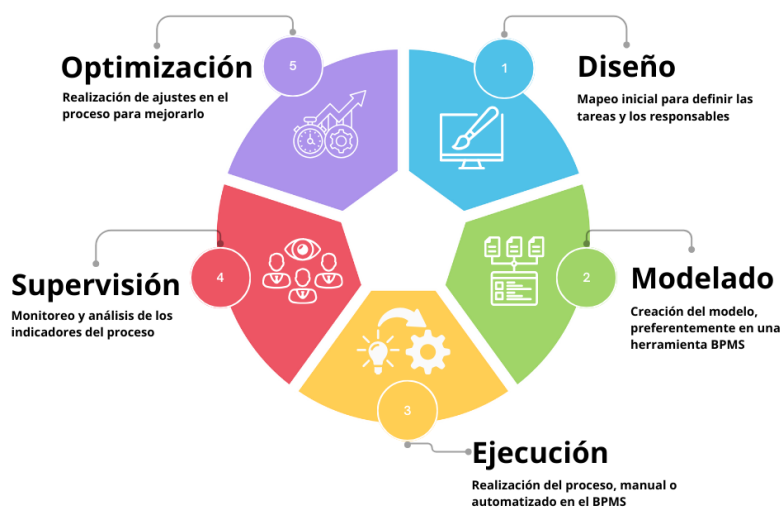 1
Diseño
Mapeo inicial para definir las
tareas y los responsables
2
Modelado
Creación del modelo,
preferentemente en una
herramienta BPMS
3
Ejecución
Realización del proceso, manual o
automatizado en el BPMS
4
Supervisión
Monitoreo y análisis de los
indicadores del proceso
5
Optimización
Realización de ajustes en el
proceso para mejorarlo